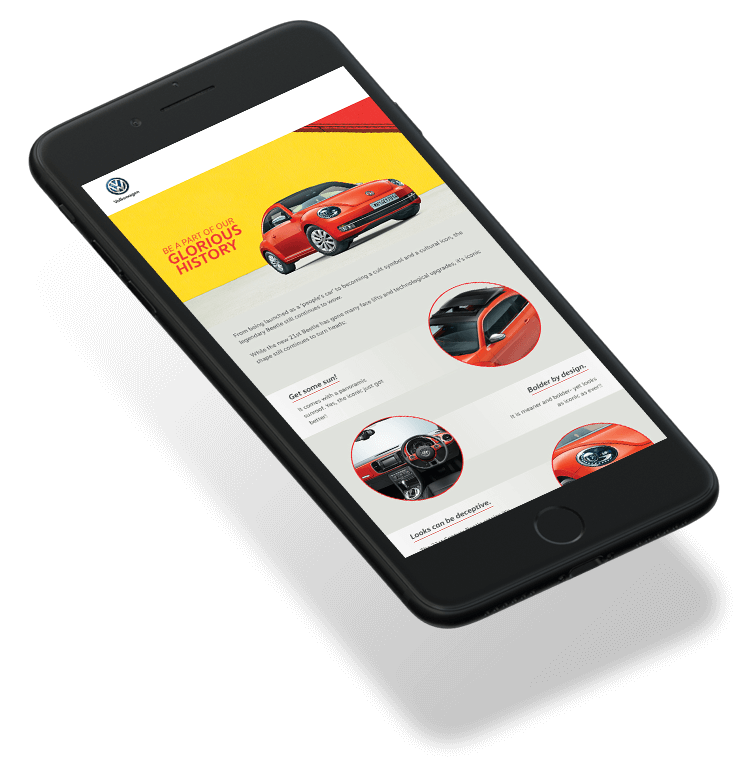 Volkswagen
BE A PART OF OUR
GLORIOUS
HISTORY
From being launched as a 'people's car' to becoming a cult symbol and a cultural icon, the
legendary Beetle still continues to wow.
While the new 21st Beetle has gone many face lifts and technological upgrades, it's iconic
shape still continues to turn heads.
Get some sun!
It comes with a panoramic
sunroof. Yes, the iconic just got
better!
Bolder by design.
It is meaner and bolder- yet looks
as iconic as ever!
Looks can be deceptive.